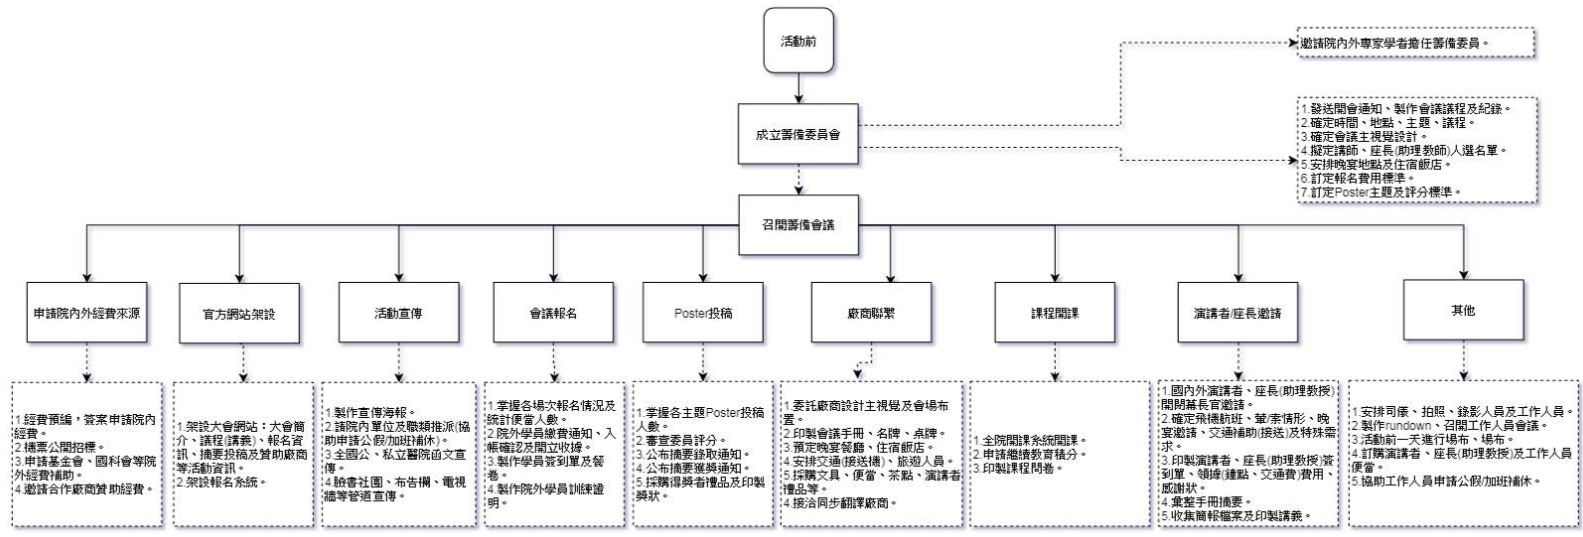 活動前
邀請院內外專家學者擔任籌備委員。
成立籌備委員會
1.發送開會通知、製作會議議程及紀錄。
2.確定時間、地點、主題、議程。
3.確定會議主視覺設計。
4.擬定講師、座長(助理教師)人選名單。
5.安排晚宴地點及住宿飯店。
6.訂定報名費用標準。
7.訂定Poster主題及評分標準。
召開籌備會議
申請院內外經費來源
官方網站架設
活動宣傳
會議報名
Poster投稿
廠商聯繫
課程開課
演講者/座長邀請
其他
1.經費預編，簽案申請院內
經費。
2.機票公開招標。
3.申請基金會、國科會等院
外經費補助。
4.邀請合作廠商贊助經費。
1.架設大會網站：大會簡
介、議程(講義)、報名資
訊、摘要投稿及贊助廠商
等活動資訊。
2.架設報名系統。
1.製作宣傳海報。
2.請院內單位及職類推派(協
助申請公假/加班補休)。
3.全國公、私立醫院函文宣
傳。
4.臉書社團、布告欄、電視
牆等管道宣傳。
1.掌握各場次報名情況及
統計便當人數。
2.院外學員繳費通知、入
帳確認及開立收據。
3.製作學員簽到單及餐
卷。
4.製作院外學員訓練證
明。
1.掌握各主題Poster投稿
人數。
2.審查委員評分。
3.公布摘要錄取通知。
4.公布摘要獲獎通知。
5.採購得獎者禮品及印製
獎狀。
1.委託廠商設計主視覺及會場布
置。
2.印製會議手冊、名牌、桌牌。
3.預定晚宴餐廳、住宿飯店。
4.安排交通(接送機)、旅遊人員。
5.採購文具、便當、茶點、演講者
禮品等。
4.接洽同步翻譯廠商。
1.全院開課系統開課。
2.申請繼續教育積分。
3.印製課程問卷。
1.國內外演講者、座長(助理教授)
開閉幕長官邀請。
2.確定飛機航班、葷/素情形、晚
宴邀請、交通補助(接送)及特殊需
求。
3.印製演講者、座長(助理教授)簽
到單、領據(鐘點、交通費)費用、
感謝狀。
4.彙整手冊摘要。
5.收集簡報檔案及印製講義。
1.安排司儀、拍照、錄影人員及工作人員。
2.製作rundown、召開工作人員會議。
3.活動前一天進行場布、場布。
4.訂購演講者、座長(助理教授)及工作人員
便當。
5.協助工作人員申請公假/加班補休。